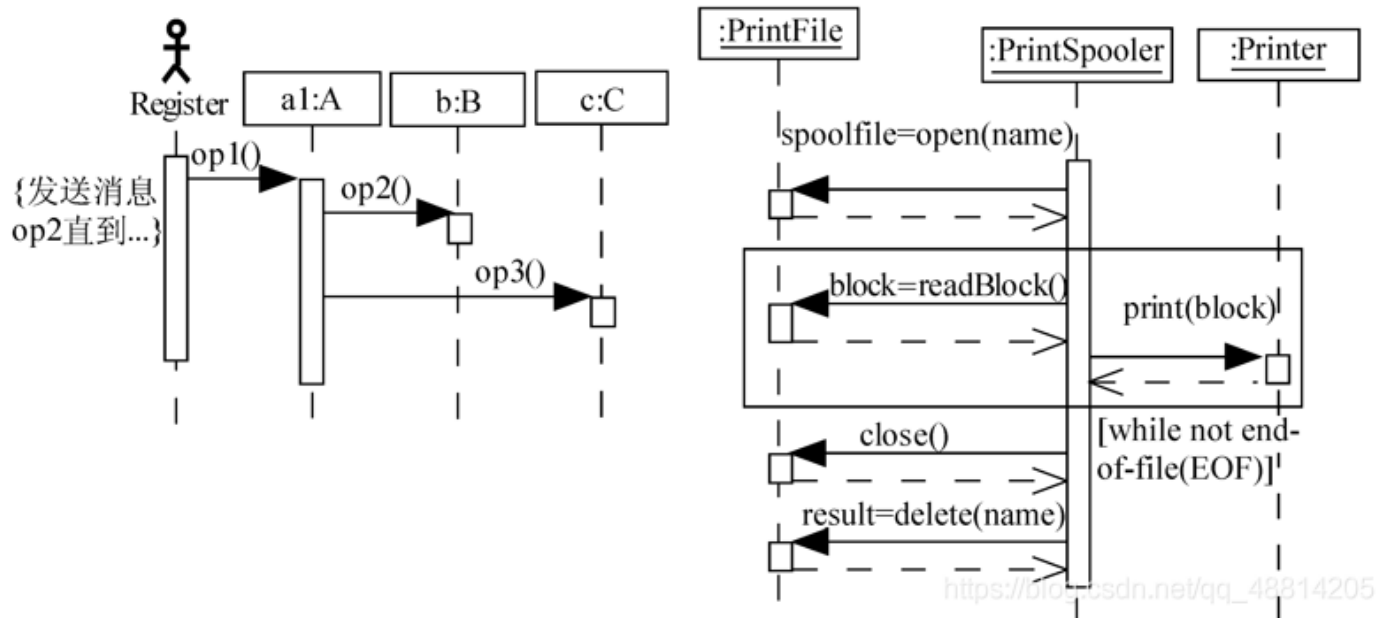 Register
a1:A
b:B
c:C
op1()
{发送消息
op2直到...}
op2()
op3()
:PrintFile
:PrintSpooler
:Printer
spoolfile=open(name)
block=readBlock()
print(block)
close()
[while not end-
of-file(EOF)]
result=delete(name)
https://blog.csdn.net/qq_48814205